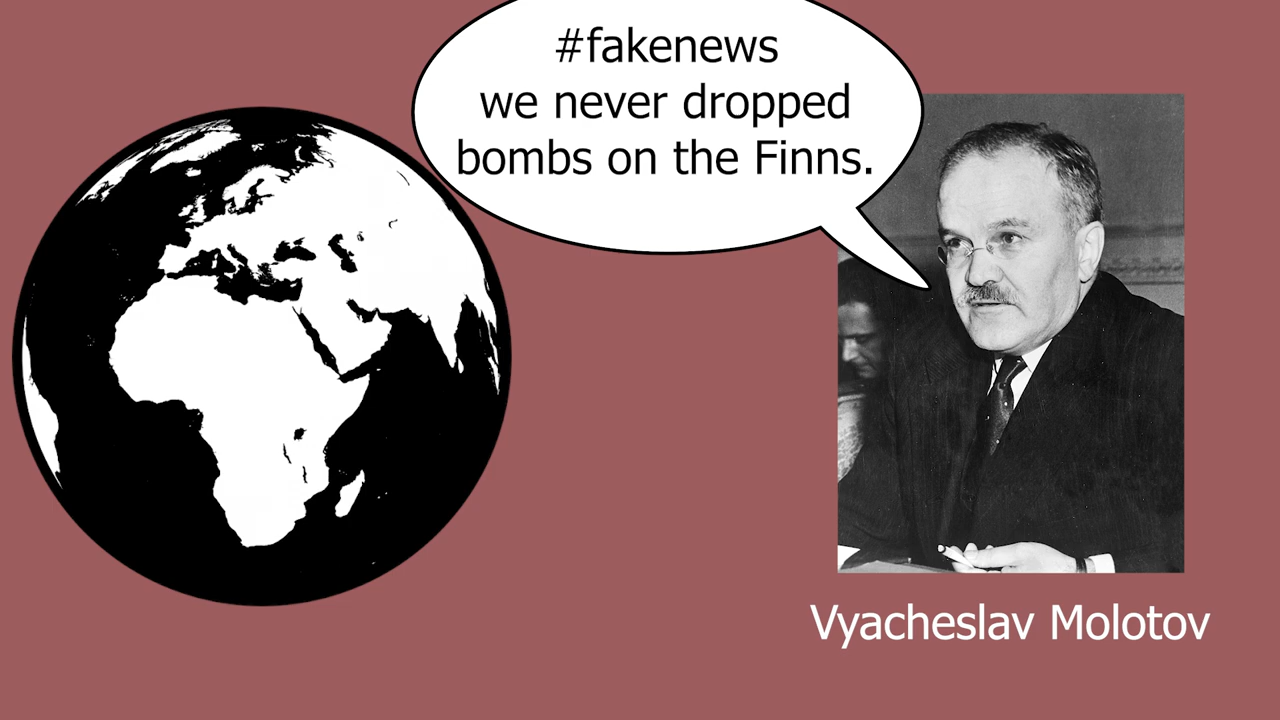 #fakenews
we never dropped
bombs on the Finns.
Vyacheslav Molotov